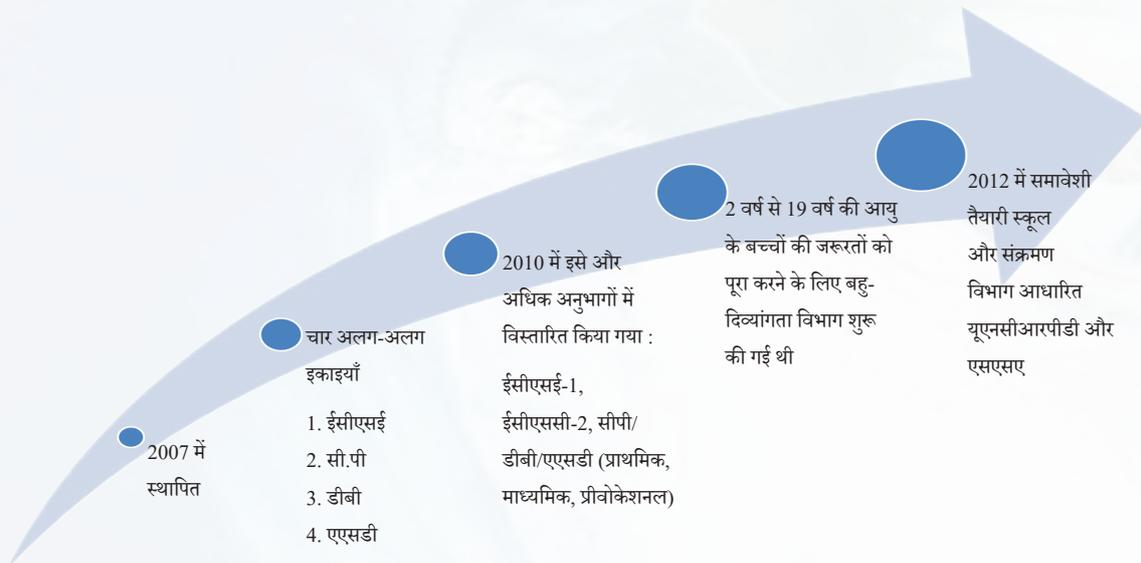 2007 में
स्थापित
चार अलग-अलग
इकाइयाँ
1. ईसीएसई
2. सी.पी
3. डीबी
4. एएसडी
2010 में इसे और
अधिक अनुभागों में
विस्तारित किया गया :
ईसीएसई-1,
ईसीएससी-2, सीपी/
डीबी/एएसडी (प्राथमिक,
माध्यमिक, प्रीवोकेशनल)
2 वर्ष से 19 वर्ष की आयु
के बच्चों की जरूरतों को
पूरा करने के लिए बहु-
दिव्यांगता विभाग शुरू
की गई थी
2012 में समावेशी
तैयारी स्कूल
और संक्रमण
विभाग आधारित
यूएनसीआरपीडी और
एसएसए